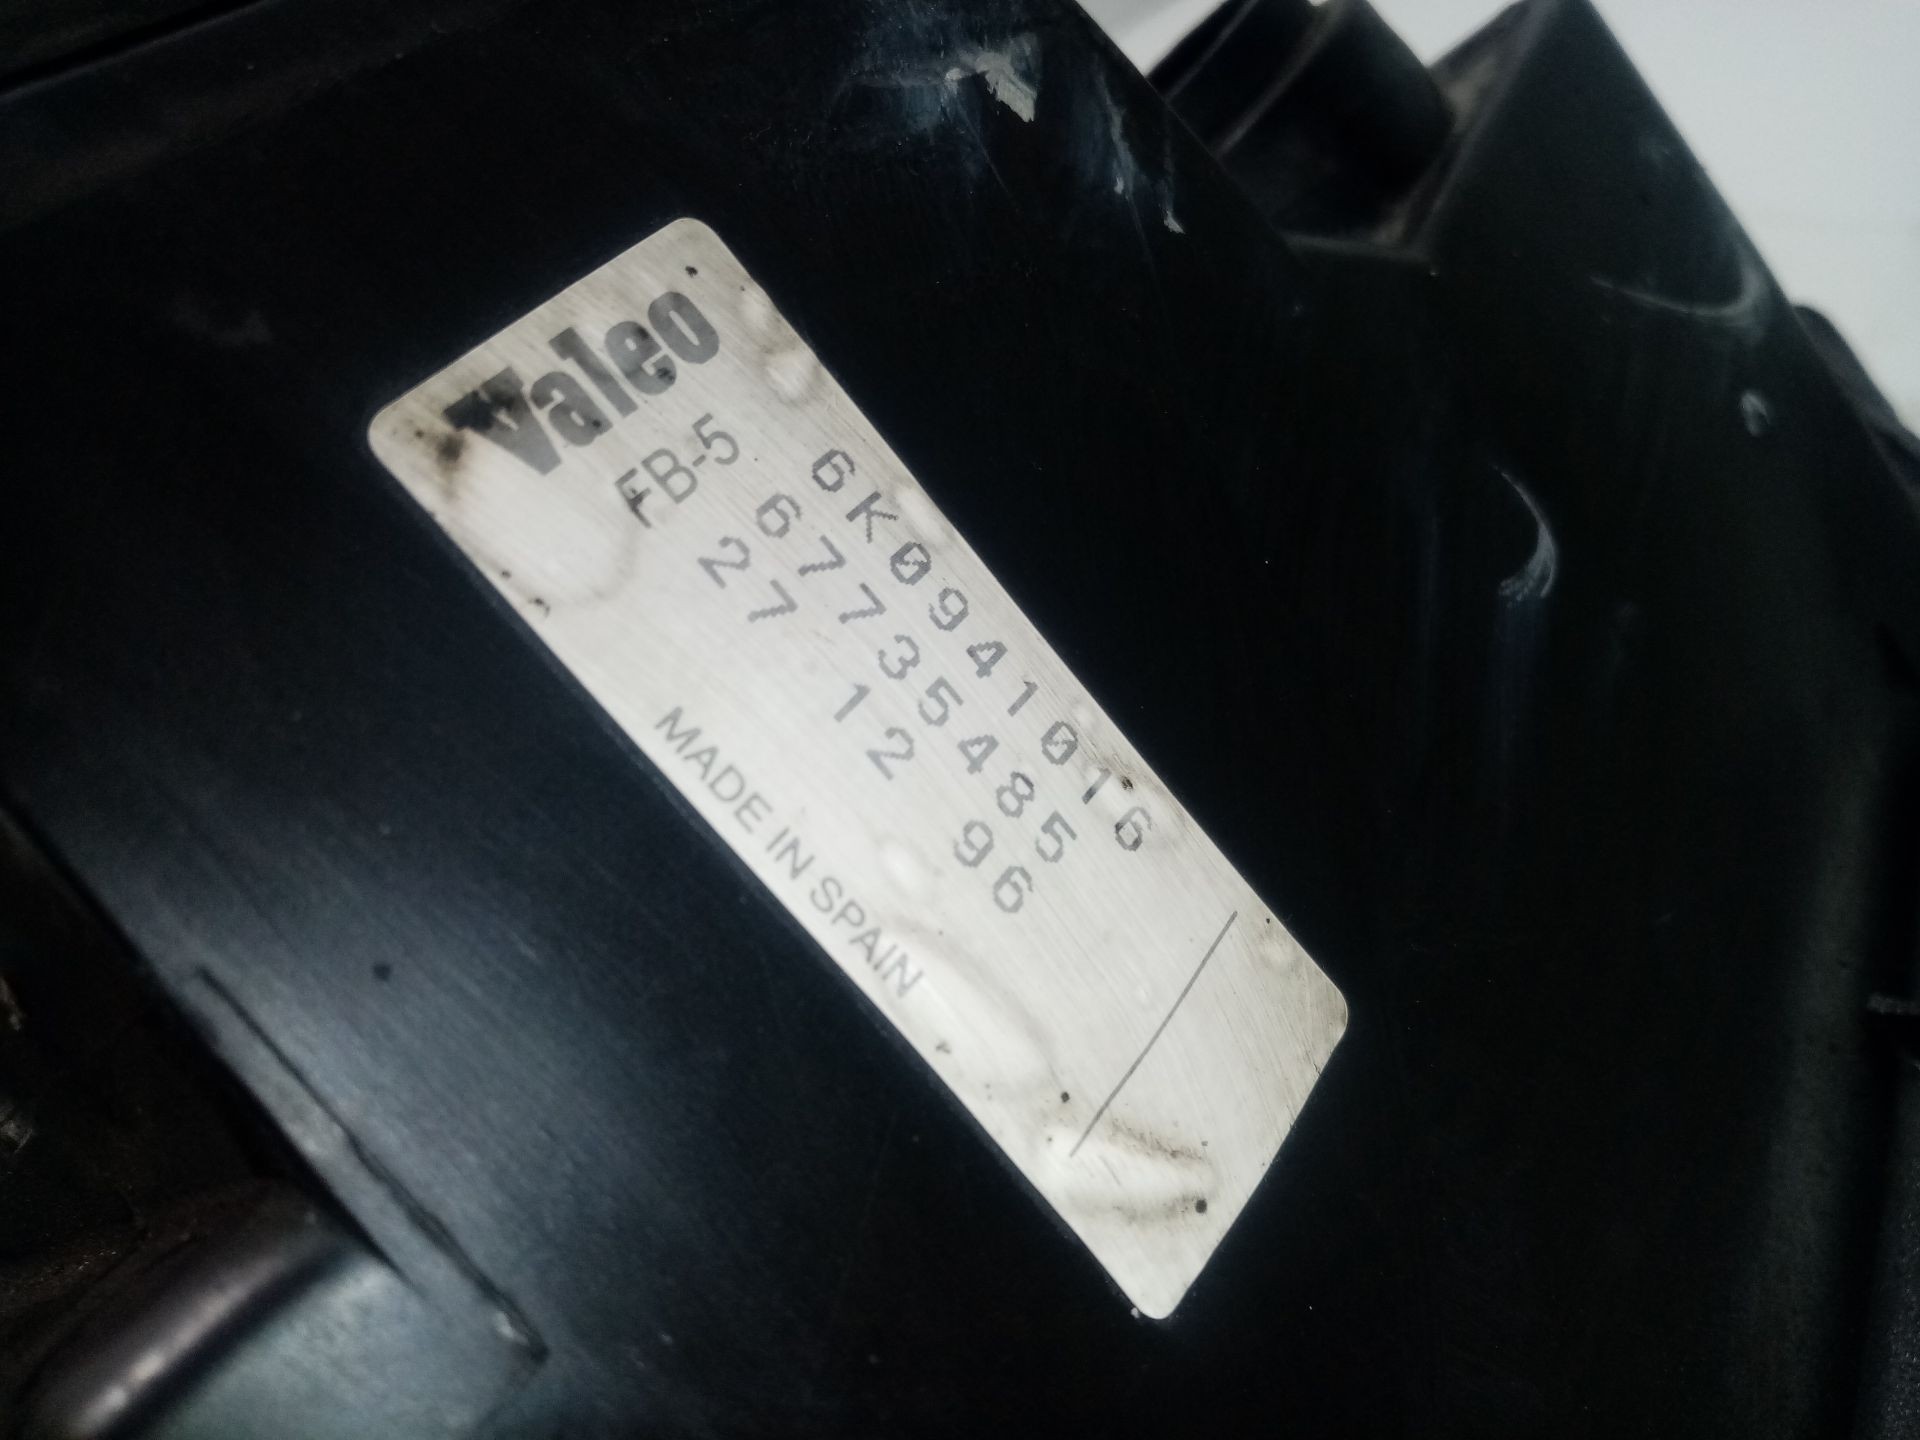 Valeo
FB-5
6K0941016
67735485
27 12 96
MADE IN SPAIN